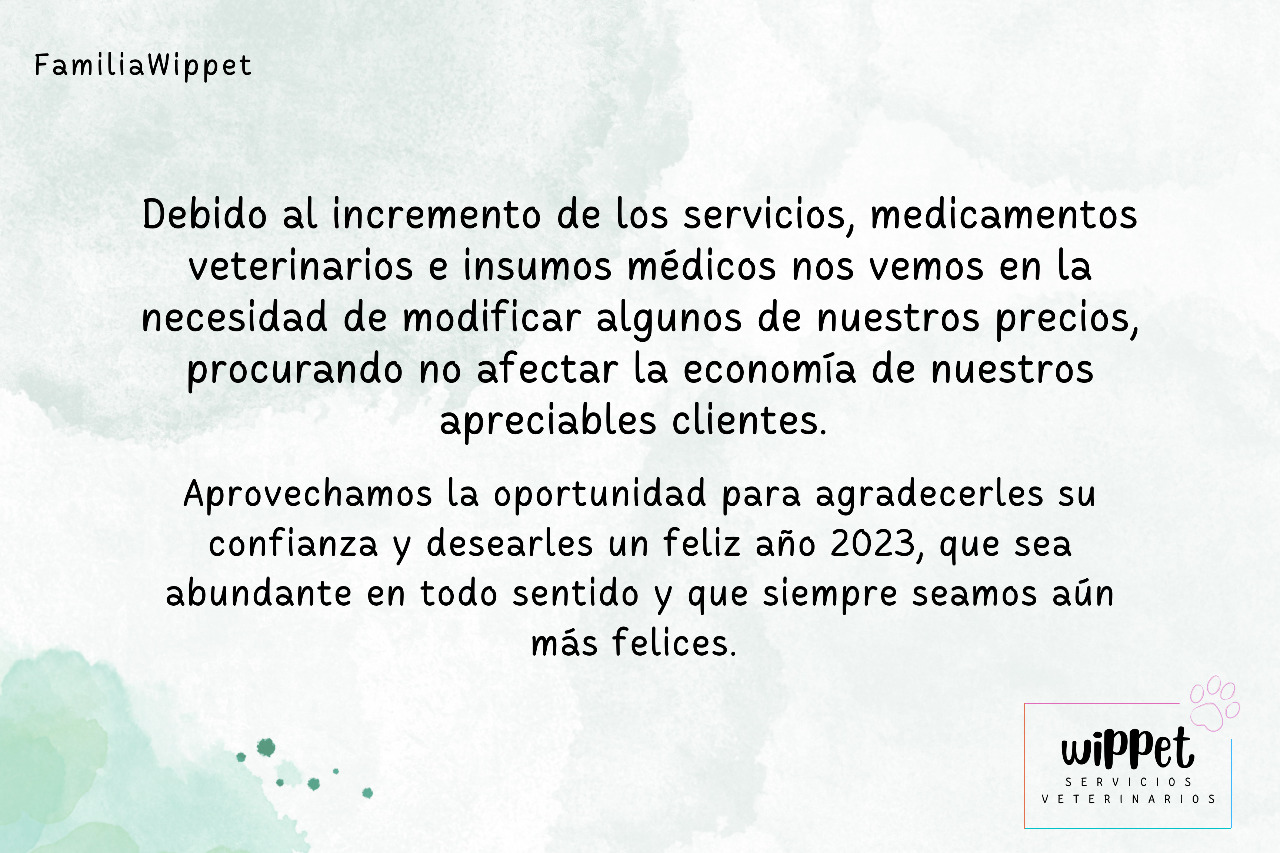 FamiliaWippet
Debido al incremento de los servicios, medicamentos
veterinarios e insumos médicos nos vemos en la
necesidad de modificar algunos de nuestros precios,
procurando no afectar la economía de nuestros
apreciables clientes.
Aprovechamos la oportunidad para agradecerles su
confianza y desearles un feliz año 2023, que sea
abundante en todo sentido y que siempre seamos aún
más felices.
wippet
SERVICIOS
VETERINARIOS